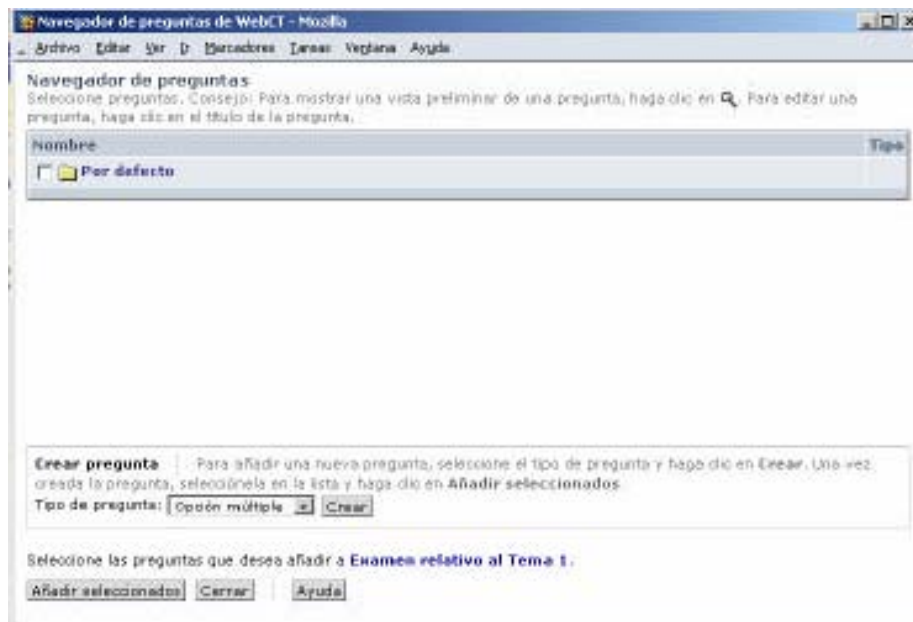 Navegador de preguntas de WebCT - Mozilla
Archivo Editar Ver Ir Marcadores Tareas Ventana Ayuda
Navegador de preguntas
Seleccione preguntas. Consejo: Para mostrar una vista preliminar de una pregunta, haga clic en . Para editar una
pregunta, haga clic en el título de la pregunta.
Nombre Tipo
Por defecto
Crear pregunta Para añadir una nueva pregunta, seleccione el tipo de pregunta y haga clic en Crear. Una vez
creada la pregunta, selecciónela en la lista y haga clic en Añadir seleccionados
Tipo de pregunta: Opción múltiple Crear
Seleccione las preguntas que desea añadir a Examen relativo al Tema 1.
Añadir seleccionados Cerrar Ayuda